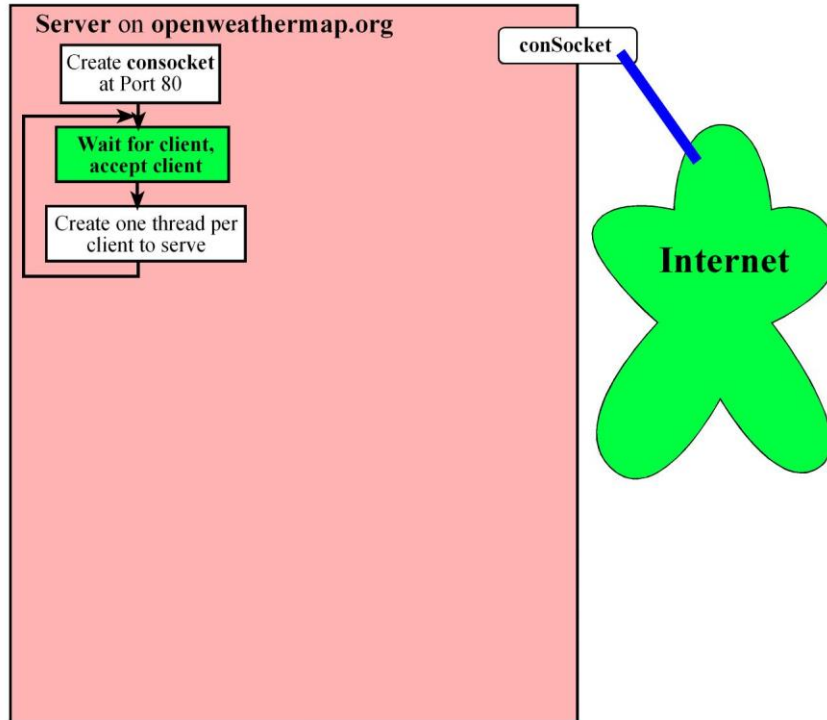 Server on openweathermap.org
conSocket
Create consocket
at Port 80
Wait for client,
accept client
Create one thread per
client to serve
Internet